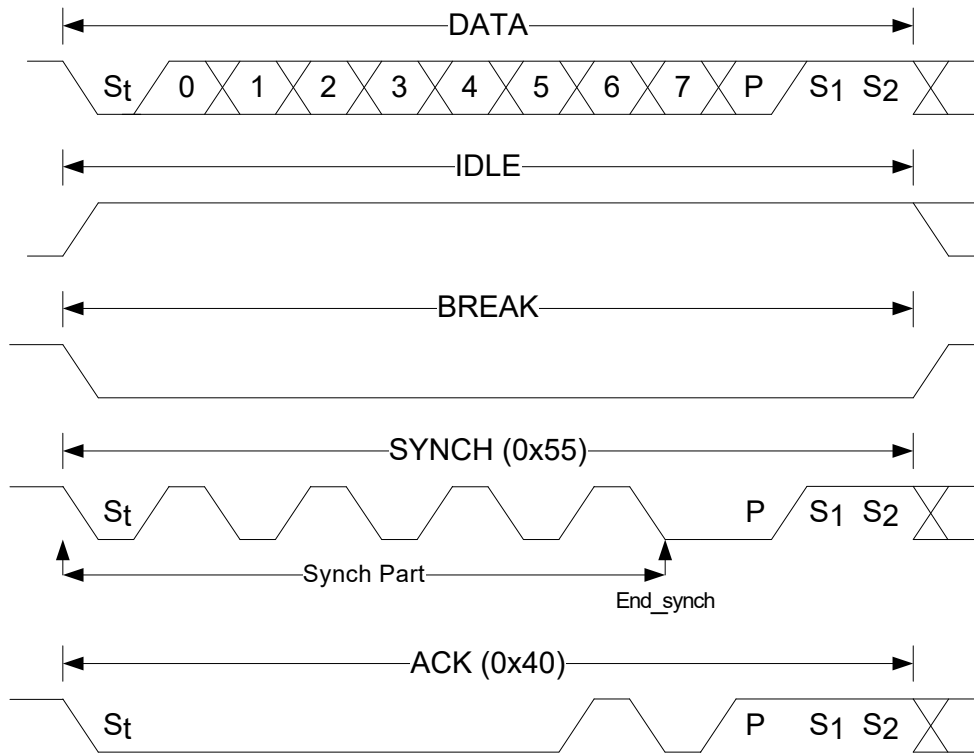 DATA
St 0 1 2 3 4 5 6 7 P S1 S2
IDLE
BREAK
SYNCH (0x55)
St P S1 S2
Synch Part
End_synch
ACK (0x40)
St P S1 S2